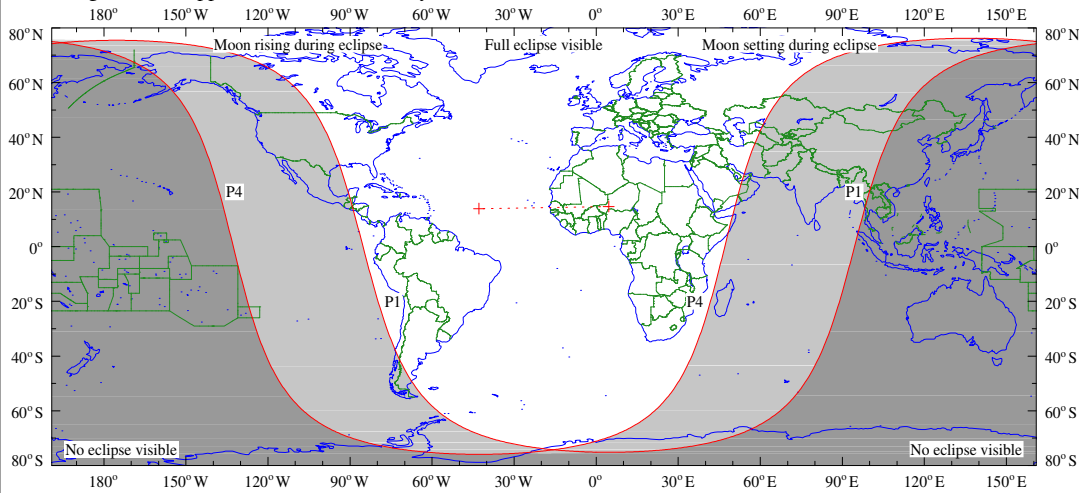 180° 150° W 120° W 90° W 60° W 30° W 0° 30° E 60° E 90° E 120° E 150° E
80° N 80° N
Moon rising during eclipse Full eclipse visible Moon setting during eclipse
60° N 60° N
40° N 40° N
20° N P4 P1 20° N
0° 0°
20° S P1 P4 20° S
40° S 40° S
60° S 60° S
No eclipse visible No eclipse visible
80° S 80° S
180° 150° W 120° W 90° W 60° W 30° W 0° 30° E 60° E 90° E 120° E 150° E